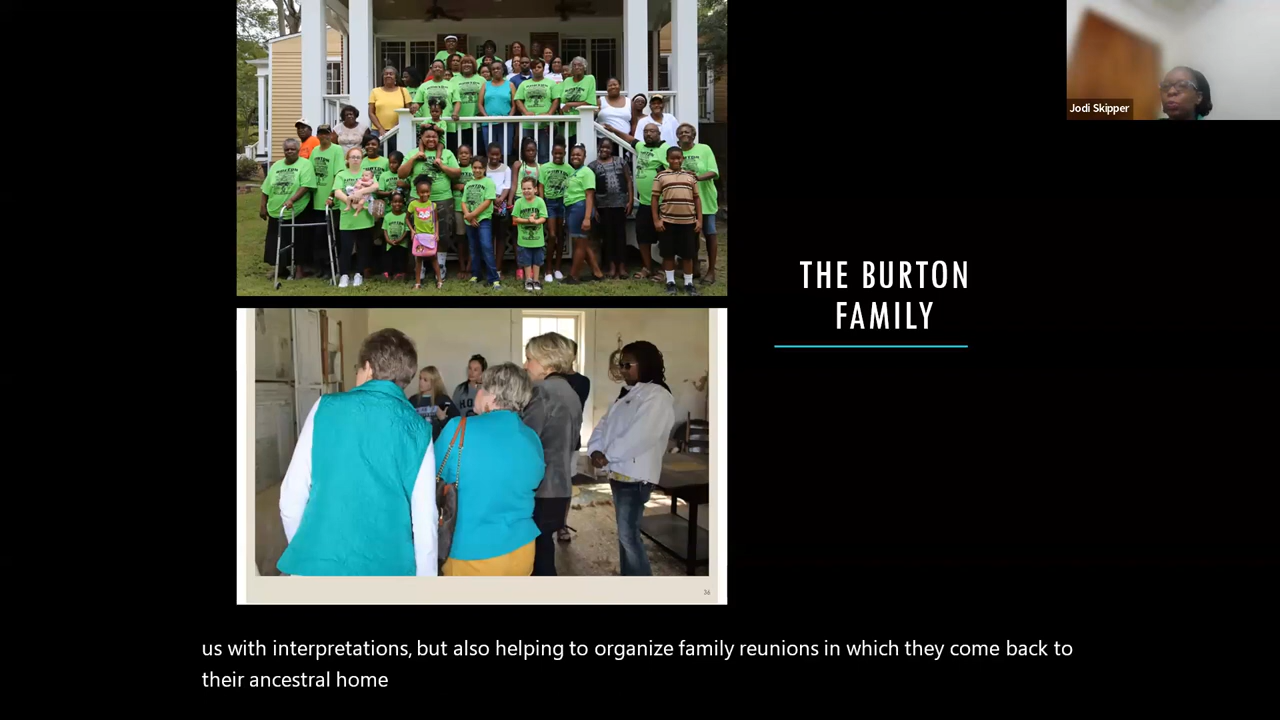 Jodi Skipper
THE BURTON
FAMILY
36
us with interpretations, but also helping to organize family reunions in which they come back to
their ancestral home